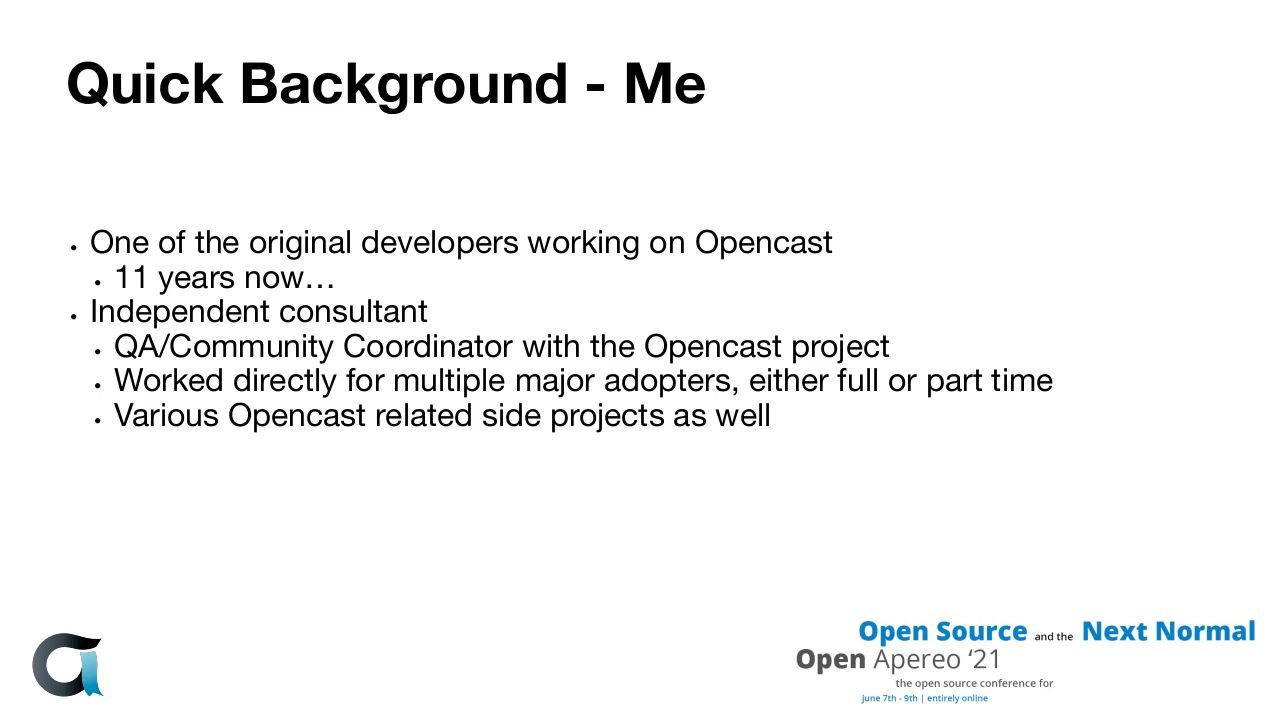 Quick Background - Me
• One of the original developers working on Opencast
• 11 years now…
• Independent consultant
• QA/Community Coordinator with the Opencast project
• Worked directly for multiple major adopters, either full or part time
• Various Opencast related side projects as well
Open Source and the Next Normal
Open Apereo ‘21
the open source conference for
june 7th - 9th | entirely online